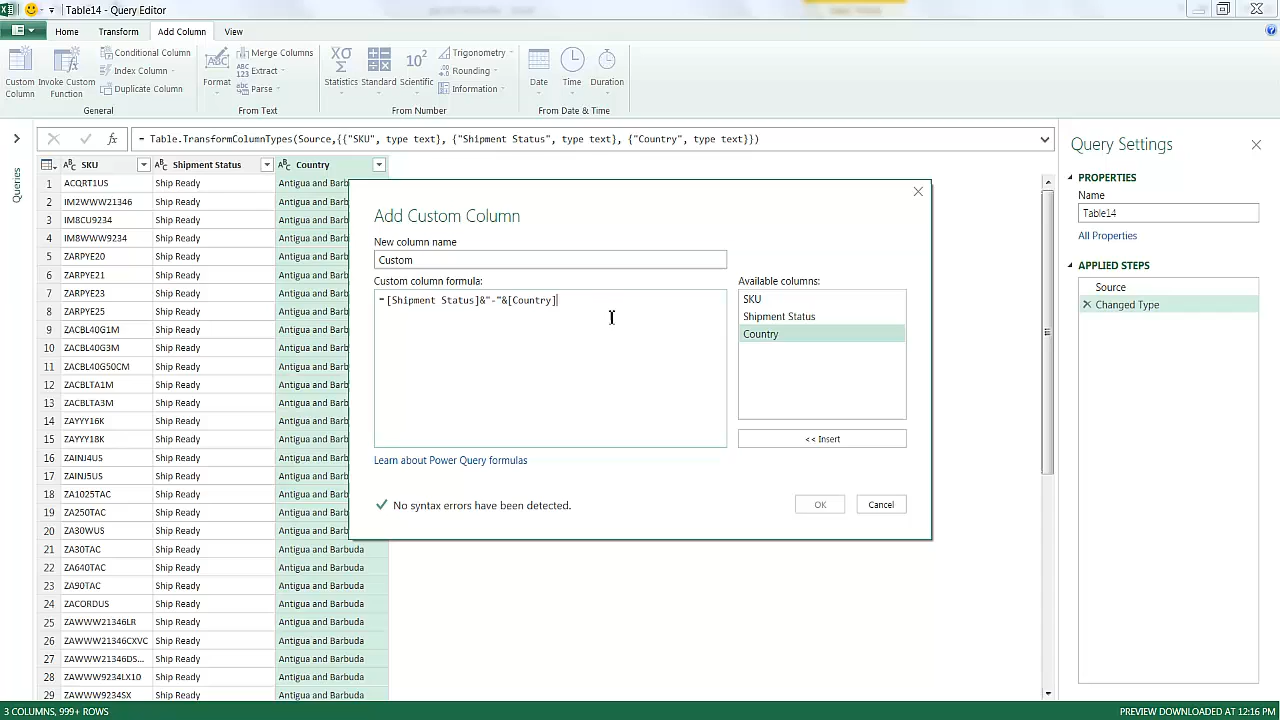 Table14 - Query Editor
Home Transform Add Column View
Custom Column
Invoke Custom Function
Conditional Column
Index Column
Duplicate Column
General
Format
Merge Columns
Extract
Parse
From Text
Statistics
Standard
Scientific
Trigonometry
Rounding
Information
From Number
Date
Time
Duration
From Date & Time
= Table.TransformColumnTypes(Source,{{"SKU", type text}, {"Shipment Status", type text}, {"Country", type text}})
Queries
SKU Shipment Status Country
1 ACQRT1US Ship Ready Antigua and Barb
2 IM2WWW21346 Ship Ready Antigua and Barb
3 IM8CU9234 Ship Ready Antigua and Barb
4 IM8WWW9234 Ship Ready Antigua and Barb
5 ZARPYE20 Ship Ready Antigua and Barb
6 ZARPYE21 Ship Ready Antigua and Barb
7 ZARPYE23 Ship Ready Antigua and Barb
8 ZARPYE25 Ship Ready Antigua and Barb
9 ZACBL40G1M Ship Ready Antigua and Barb
10 ZACBL40G3M Ship Ready Antigua and Barb
11 ZACBL40G50CM Ship Ready Antigua and Barb
12 ZACBLTA1M Ship Ready Antigua and Barb
13 ZACBLTA3M Ship Ready Antigua and Barb
14 ZAYYY16K Ship Ready Antigua and Barb
15 ZAYYY18K Ship Ready Antigua and Barb
16 ZAINJ4US Ship Ready Antigua and Barb
17 ZAINJ5US Ship Ready Antigua and Barb
18 ZA1025TAC Ship Ready Antigua and Barb
19 ZA250TAC Ship Ready Antigua and Barb
20 ZA30WUS Ship Ready Antigua and Barb
21 ZA30TAC Ship Ready Antigua and Barbuda
22 ZA640TAC Ship Ready Antigua and Barbuda
23 ZA90TAC Ship Ready Antigua and Barbuda
24 ZACORDUS Ship Ready Antigua and Barbuda
25 ZAWWW21346LR Ship Ready Antigua and Barbuda
26 ZAWWW21346CXVC Ship Ready Antigua and Barbuda
27 ZAWWW21346DS... Ship Ready Antigua and Barbuda
28 ZAWWW9234LX10 Ship Ready Antigua and Barbuda
29 ZAWWW9234SX Ship Ready Antigua and Barbuda
Add Custom Column
New column name
Custom
Custom column formula:
=[Shipment Status]&"-"&[Country]
Available columns:
SKU
Shipment Status
Country
<< Insert
Learn about Power Query formulas
No syntax errors have been detected.
OK Cancel
Query Settings
PROPERTIES
Name
Table14
All Properties
APPLIED STEPS
Source
Changed Type
3 COLUMNS, 999+ ROWS
PREVIEW DOWNLOADED AT 12:16 PM